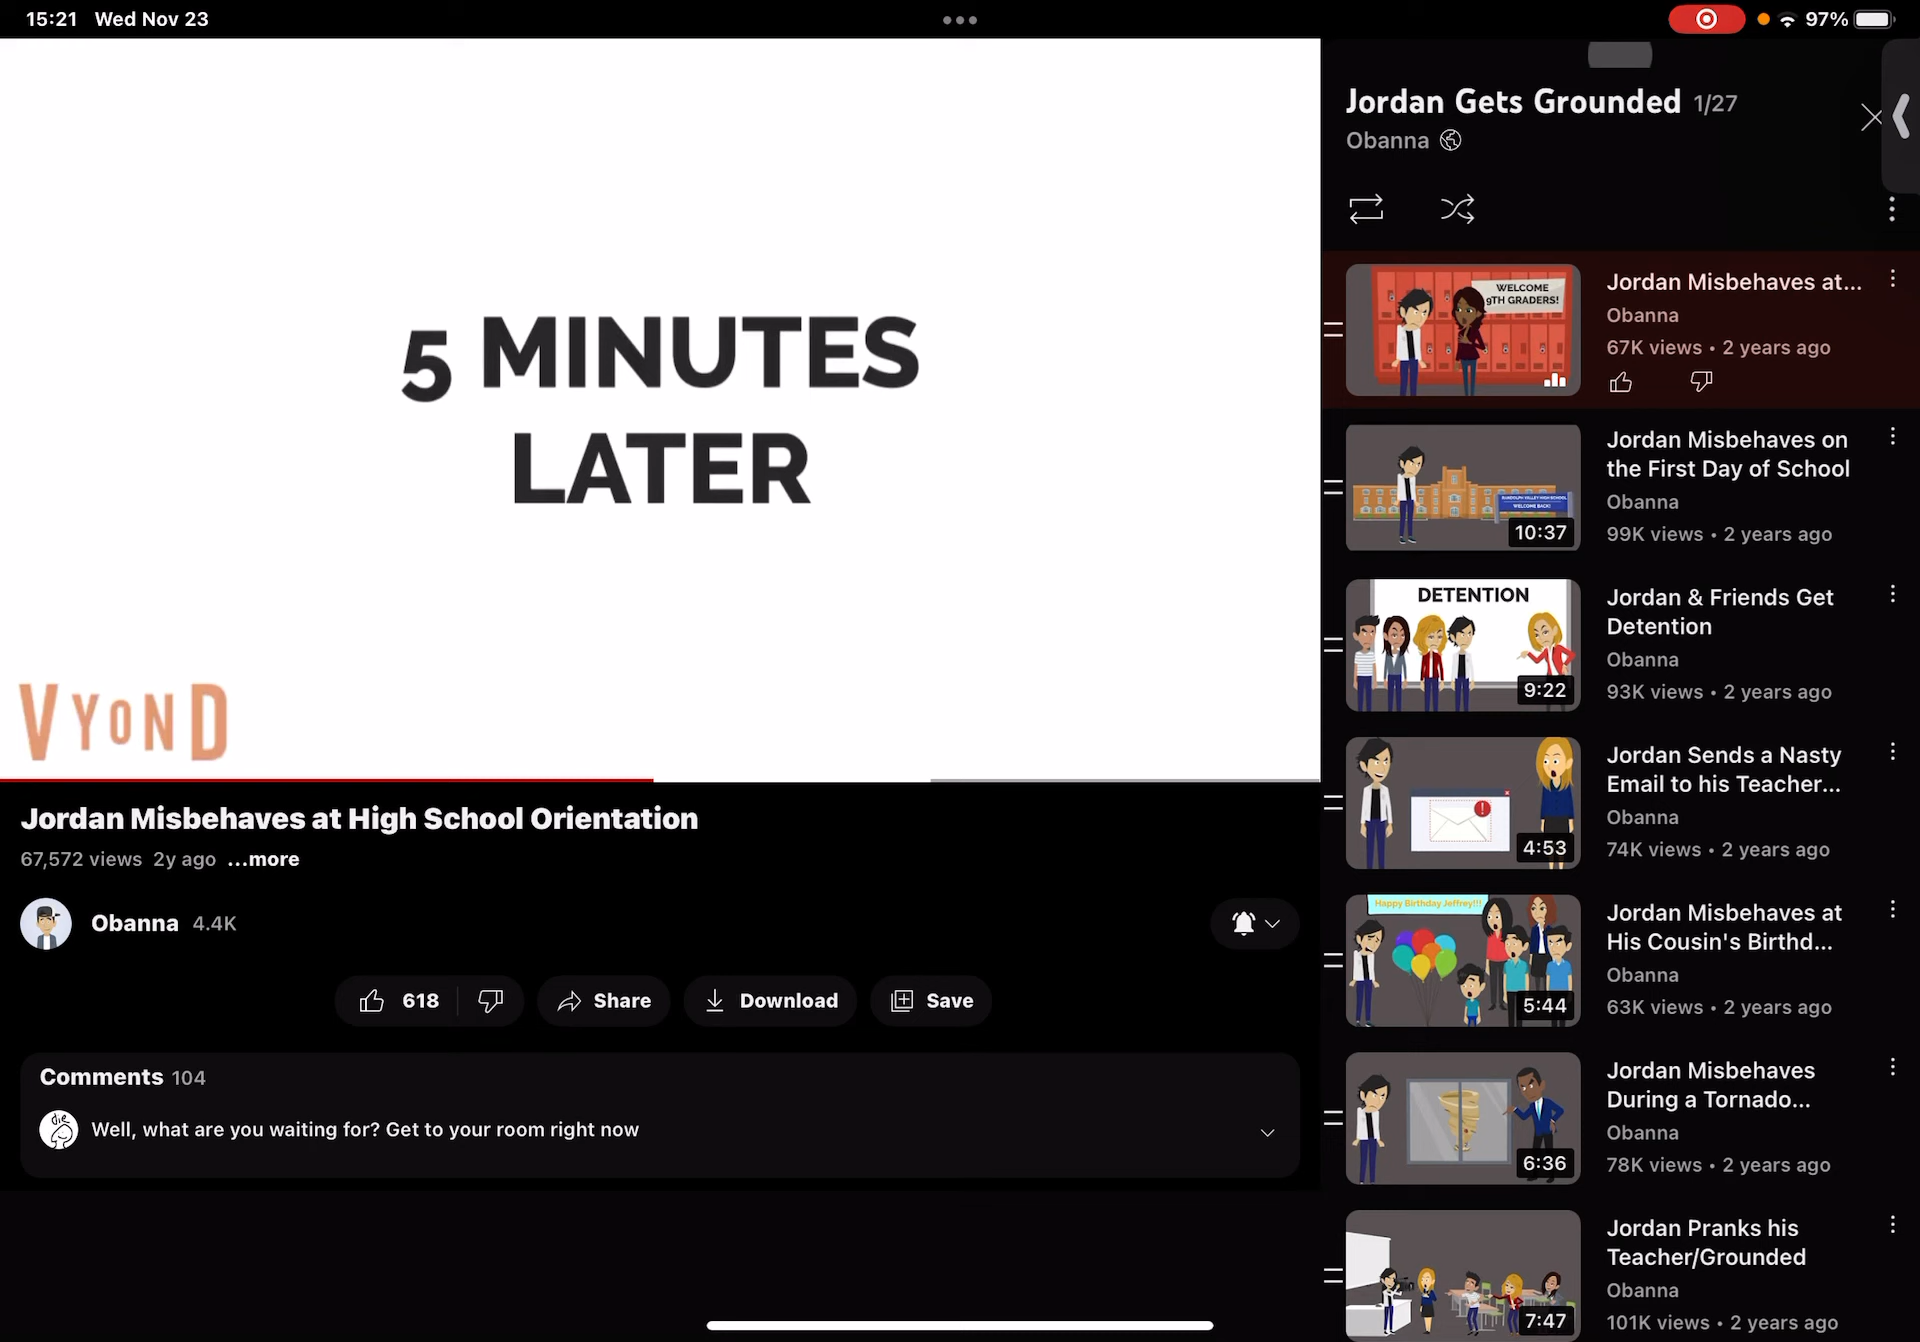 15:21 Wed Nov 23
97%
5 MINUTES
LATER
VYOND
Jordan Misbehaves at High School Orientation
67,572 views 2y ago ...more
Obanna 4.4K
618
Share
Download
Save
Comments 104
die
Well, what are you waiting for? Get to your room right now
Jordan Gets Grounded 1/27
Obanna
WELCOME
9TH GRADERS!
Jordan Misbehaves at...
Obanna
67K views • 2 years ago
RANDOLPH VALLEY HIGH SCHOOL
WELCOME BACK!
10:37
Jordan Misbehaves on
the First Day of School
Obanna
99K views • 2 years ago
DETENTION
9:22
Jordan & Friends Get
Detention
Obanna
93K views • 2 years ago
4:53
Jordan Sends a Nasty
Email to his Teacher...
Obanna
74K views • 2 years ago
Happy Birthday Jeffrey!!!
5:44
Jordan Misbehaves at
His Cousin's Birthd...
Obanna
63K views • 2 years ago
6:36
Jordan Misbehaves
During a Tornado...
Obanna
78K views • 2 years ago
7:47
Jordan Pranks his
Teacher/Grounded
Obanna
101K views • 2 years ago